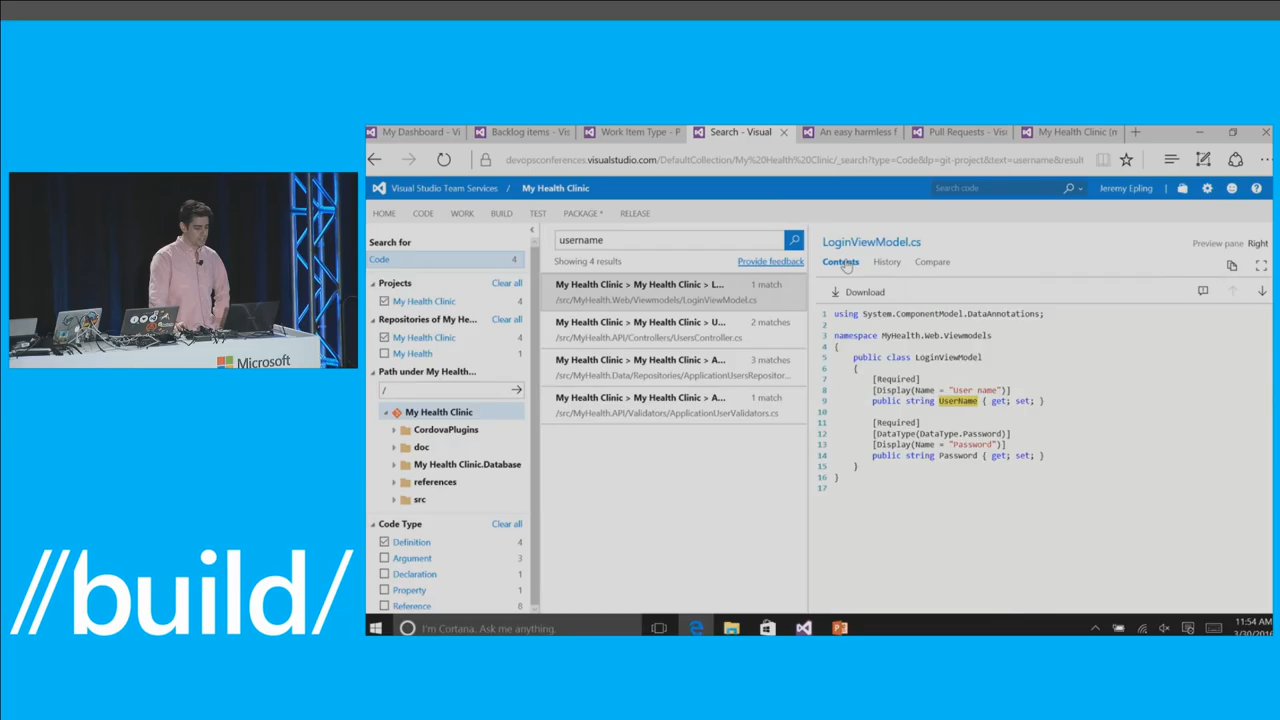 My Dashboard - Vi
Backlog items - Vis
Work Item Type - P
Search - Visual
An easy harmless f
Pull Requests - Visu
My Health Clinic (m
devopsconferences.visualstudio.com/DefaultCollection/My%20Health%20Clinic/_search?type=Code&lp=git-project&text=username&result
Visual Studio Team Services / My Health Clinic
Search code
Jeremy Epling
HOME CODE WORK BUILD TEST PACKAGE* RELEASE
Search for
Code 4
Projects Clear all
My Health Clinic 4
Repositories of My He... Clear all
My Health Clinic 4
My Health 1
Path under My Health...
/
My Health Clinic
CordovaPlugins
doc
My Health Clinic.Database
references
src
Code Type Clear all
Definition 4
Argument 3
Declaration 1
Property 1
Reference 8
username
Showing 4 results Provide feedback
My Health Clinic > My Health Clinic > L... 1 match
/src/MyHealth.Web/Viewmodels/LoginViewModel.cs
My Health Clinic > My Health Clinic > U... 2 matches
/src/MyHealth.API/Controllers/UsersController.cs
My Health Clinic > My Health Clinic > A... 3 matches
/src/MyHealth.Data/Repositories/ApplicationUsersRepositor...
My Health Clinic > My Health Clinic > A... 1 match
/src/MyHealth.API/Validators/ApplicationUserValidators.cs
LoginViewModel.cs
Preview pane Right
Contents History Compare
Download
1 using System.ComponentModel.DataAnnotations;
2
3 namespace MyHealth.Web.Viewmodels
4 {
5 public class LoginViewModel
6 {
7 [Required]
8 [Display(Name = "User name")]
9 public string UserName { get; set; }
10
11 [Required]
12 [DataType(DataType.Password)]
13 [Display(Name = "Password")]
14 public string Password { get; set; }
15 }
16 }
17
I'm Cortana. Ask me anything.
11:54 AM
3/30/2016
Microsoft
//build/